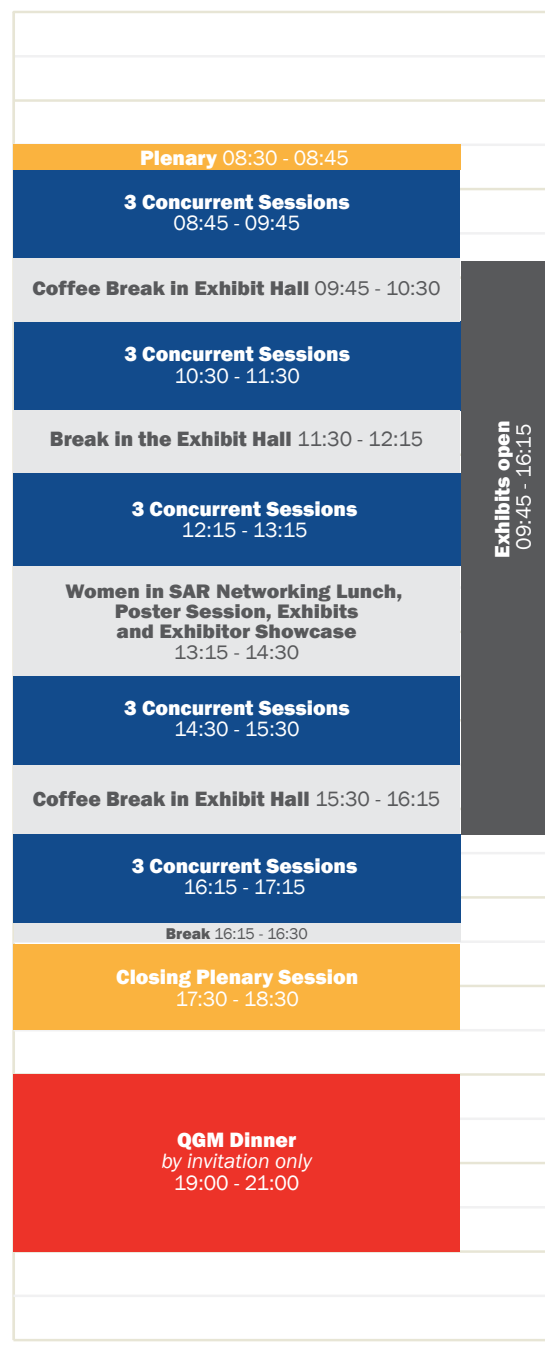 Plenary 08:30 - 08:45
3 Concurrent Sessions
08:45 - 09:45
Coffee Break in Exhibit Hall 09:45 - 10:30
3 Concurrent Sessions
10:30 - 11:30
Break in the Exhibit Hall 11:30 - 12:15
3 Concurrent Sessions
12:15 - 13:15
Women in SAR Networking Lunch,
Poster Session, Exhibits
and Exhibitor Showcase
13:15 - 14:30
3 Concurrent Sessions
14:30 - 15:30
Coffee Break in Exhibit Hall 15:30 - 16:15
3 Concurrent Sessions
16:15 - 17:15
Break 16:15 - 16:30
Closing Plenary Session
17:30 - 18:30
QGM Dinner
by invitation only
19:00 - 21:00
Exhibits open
09:45 - 16:15